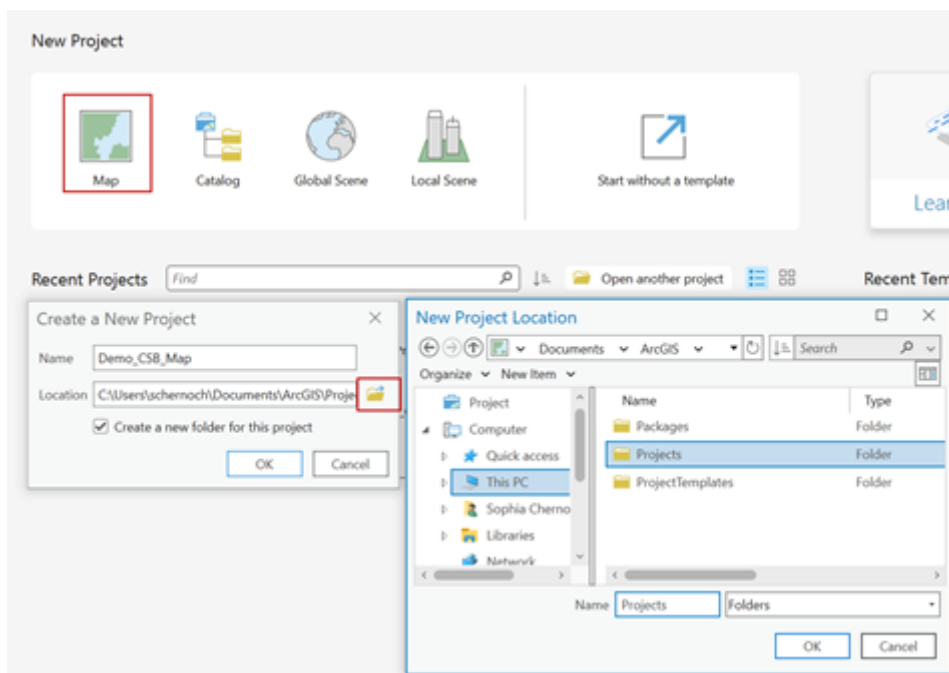 New Project
Map
Catalog
Global Scene
Local Scene
Start without a template
Recent Projects
Find
Open another project
Create a New Project
Name
Demo_CSB_Map
Location
C:\Users\schernoch\Documents\ArcGIS\Proje
Create a new folder for this project
OK
Cancel
New Project Location
Documents
ArcGIS
Search
Organize
New Item
Project
Computer
Quick access
This PC
Sophia Cherno
Libraries
Network
Name
Type
Packages
Folder
Projects
Folder
ProjectTemplates
Folder
Name
Projects
Folders
OK
Cancel
Lear
Recent Tem